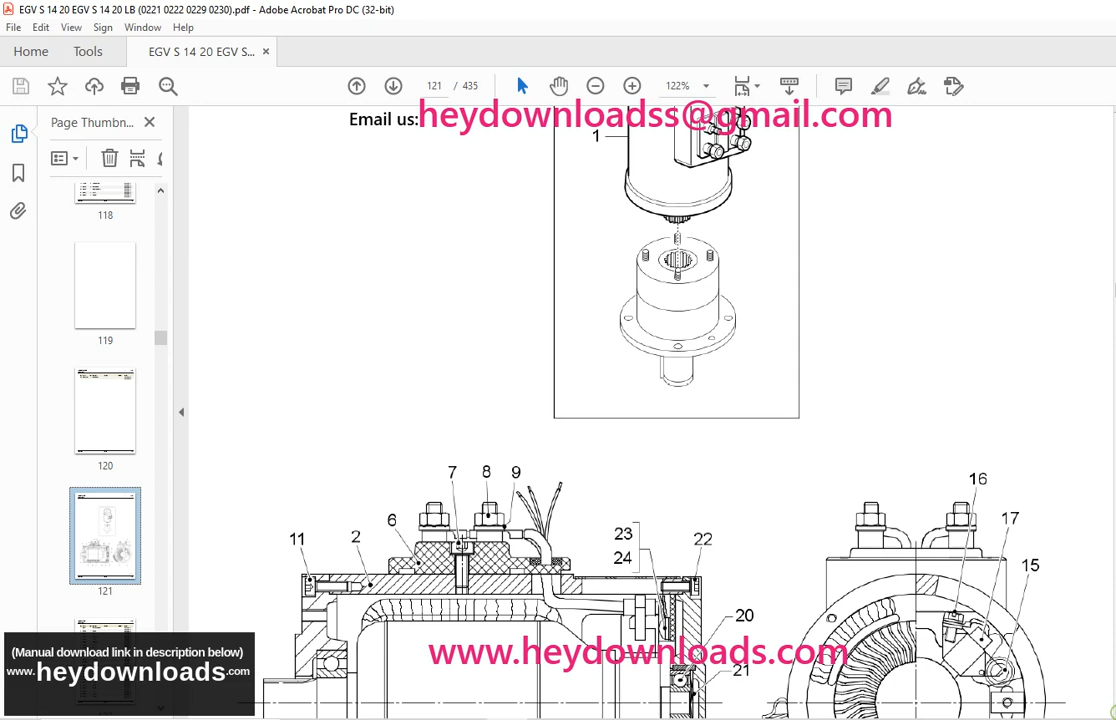 EGV S 14 20 EGV S 14 20 LB (0221 0222 0229 0230).pdf - Adobe Acrobat Pro DC (32-bit)
File Edit View Sign Window Help
Home Tools EGV S 14 20 EGV S... ×
121 / 435 122%
Page Thumbn... ×
Email us:heydownloadss@gmail.com
1
118
119
120
121
7 8 9
6
11 2
23
24
22
20
21
16
17
15
(Manual download link in description below)
www.heydownloads.com
www.heydownloads.com